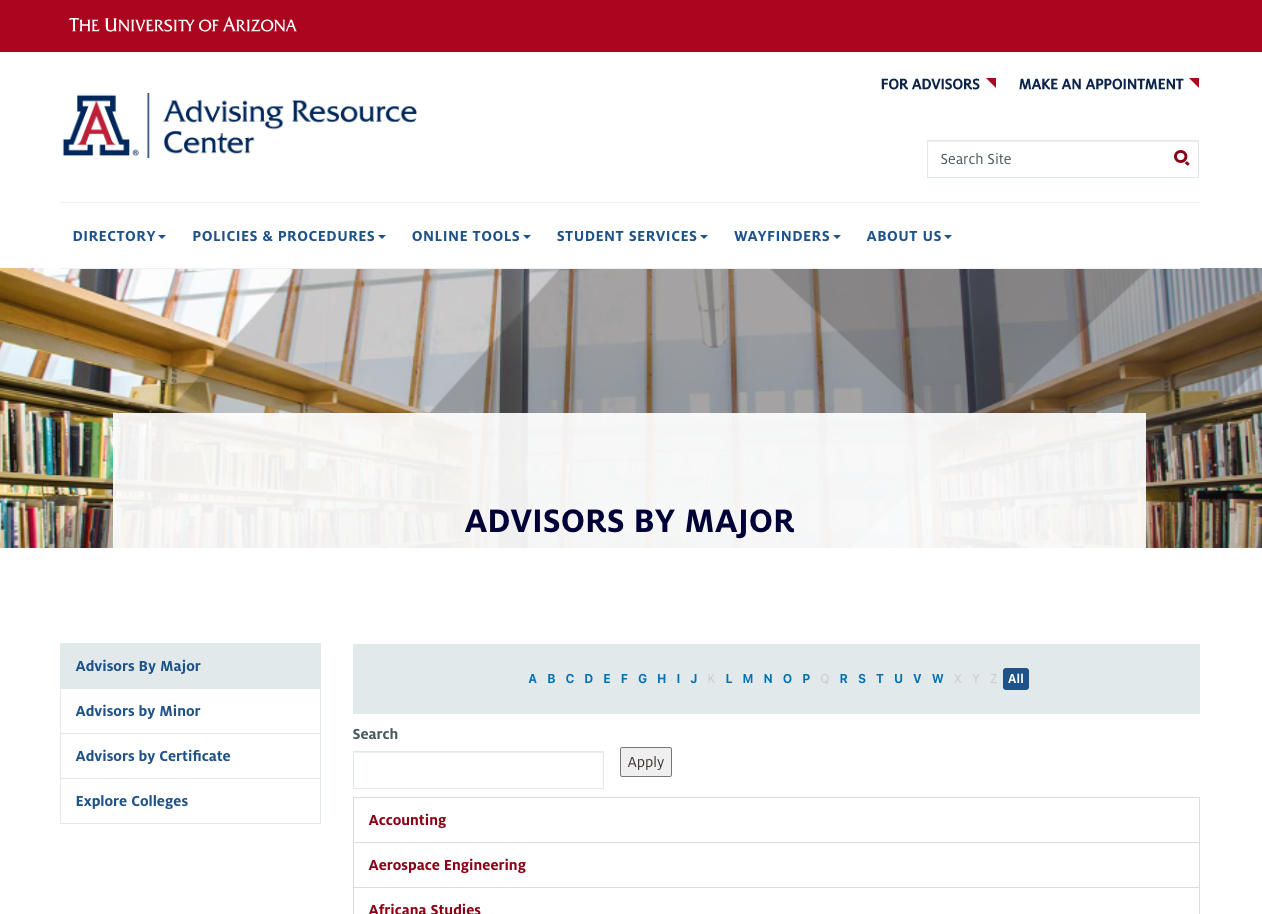 THE UNIVERSITY OF ARIZONA
FOR ADVISORS
MAKE AN APPOINTMENT
A
®
Advising Resource
Center
Search Site
DIRECTORY
POLICIES & PROCEDURES
ONLINE TOOLS
STUDENT SERVICES
WAYFINDERS
ABOUT US
ADVISORS BY MAJOR
Advisors By Major
Advisors by Minor
Advisors by Certificate
Explore Colleges
A B C D E F G H I J K L M N O P Q R S T U V W X Y Z All
Search
Apply
Accounting
Aerospace Engineering
Africana Studies